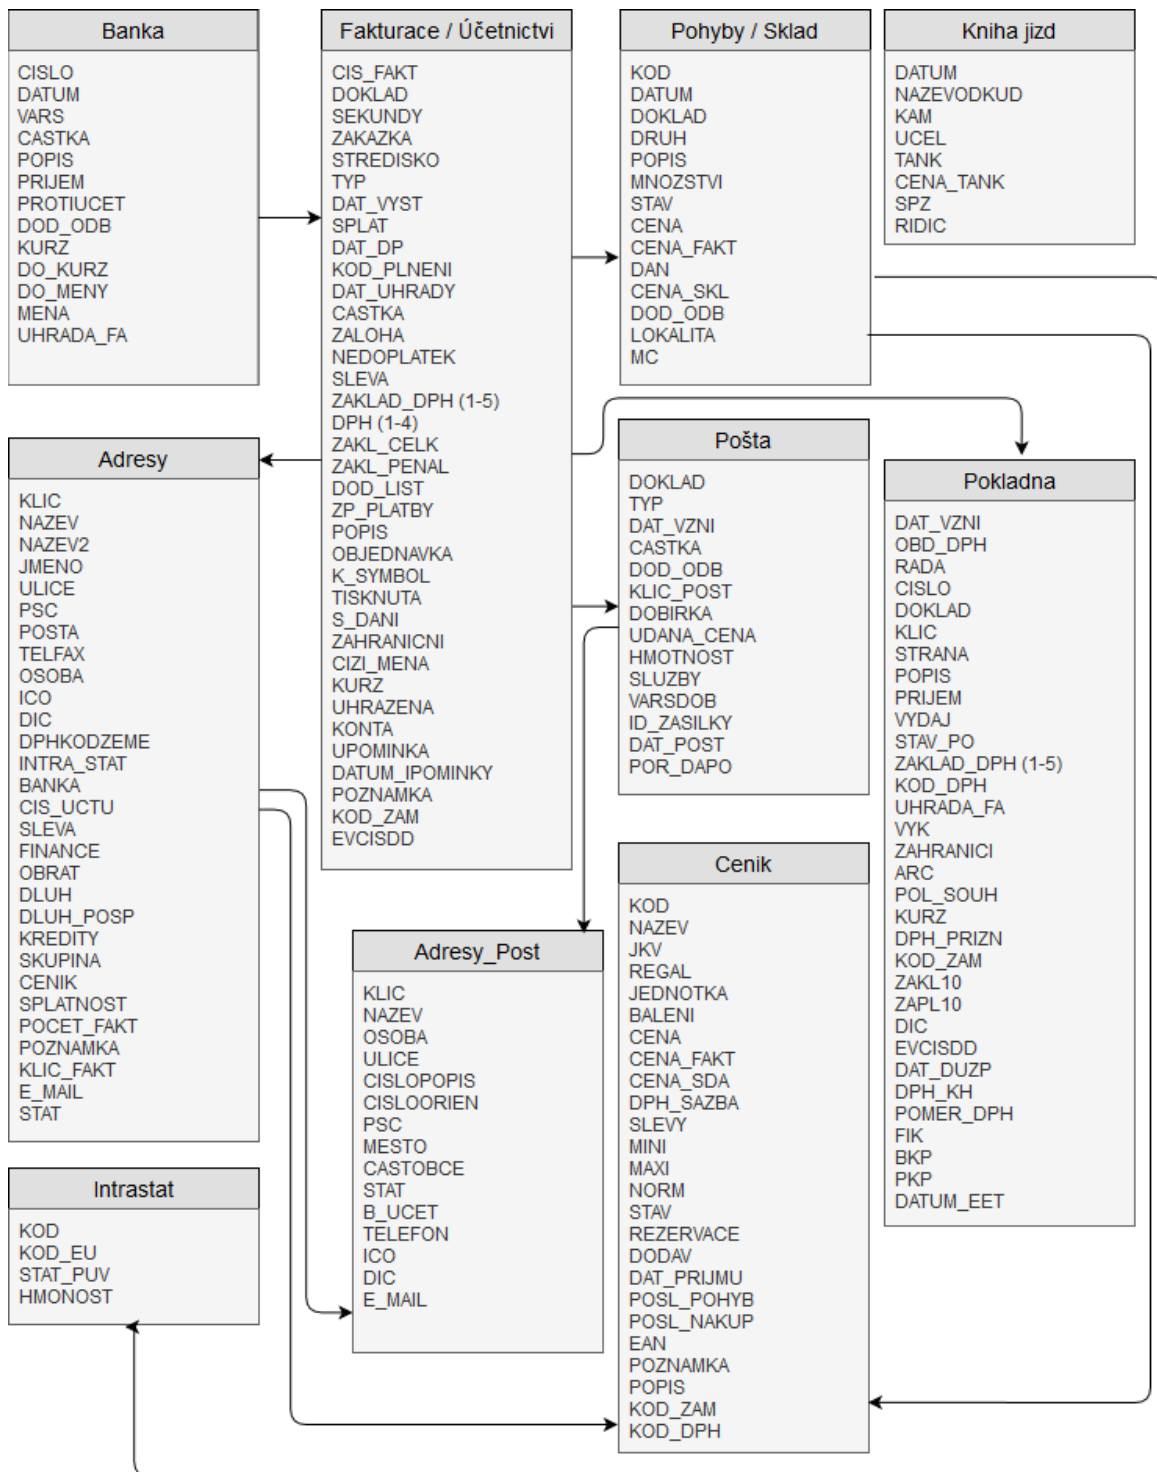 Banka
CISLO
DATUM
VARS
CASTKA
POPIS
PRIJEM
PROTIUCET
DOD_ODB
KURZ
DO_KURZ
DO_MENY
MENA
UHRADA_FA
Fakturace / Účetnictvi
CIS_FAKT
DOKLAD
SEKUNDY
ZAKAZKA
STREDISKO
TYP
DAT_VYST
SPLAT
DAT_DP
KOD_PLNENI
DAT_UHRADY
CASTKA
ZALOHA
NEDOPLATEK
SLEVA
ZAKLAD_DPH (1-5)
DPH (1-4)
ZAKL_CELK
ZAKL_PENAL
DOD_LIST
ZP_PLATBY
POPIS
OBJEDNAVKA
K_SYMBOL
TISKNUTA
S_DANI
ZAHRANICNI
CIZI_MENA
KURZ
UHRAZENA
KONTA
UPOMINKA
DATUM_IPOMINKY
POZNAMKA
KOD_ZAM
EVCISDD
Pohyby / Sklad
KOD
DATUM
DOKLAD
DRUH
POPIS
MNOZSTVI
STAV
CENA
CENA_FAKT
DAN
CENA_SKL
DOD_ODB
LOKALITA
MC
Kniha jizd
DATUM
NAZEVODKUD
KAM
UCEL
TANK
CENA_TANK
SPZ
RIDIC
Adresy
KLIC
NAZEV
NAZEV2
JMENO
ULICE
PSC
POSTA
TELFAX
OSOBA
ICO
DIC
DPHKODZEME
INTRA_STAT
BANKA
CIS_UCTU
SLEVA
FINANCE
OBRAT
DLUH
DLUH_POSP
KREDITY
SKUPINA
CENIK
SPLATNOST
POCET_FAKT
POZNAMKA
KLIC_FAKT
E_MAIL
STAT
Pošta
DOKLAD
TYP
DAT_VZNI
CASTKA
DOD_ODB
KLIC_POST
DOBIRKA
UDANA_CENA
HMOTNOST
SLUZBY
VARSDOB
ID_ZASILKY
DAT_POST
POR_DAPO
Pokladna
DAT_VZNI
OBD_DPH
RADA
CISLO
DOKLAD
KLIC
STRANA
POPIS
PRIJEM
VYDAJ
STAV_PO
ZAKLAD_DPH (1-5)
KOD_DPH
UHRADA_FA
VYK
ZAHRANICI
ARC
POL_SOUH
KURZ
DPH_PRIZN
KOD_ZAM
ZAKL10
ZAPL10
DIC
EVCISDD
DAT_DUZP
DPH_KH
POMER_DPH
FIK
BKP
PKP
DATUM_EET
Adresy_Post
KLIC
NAZEV
OSOBA
ULICE
CISLOPOPIS
CISLOORIEN
PSC
MESTO
CASTOBCE
STAT
B_UCET
TELEFON
ICO
DIC
E_MAIL
Cenik
KOD
NAZEV
JKV
REGAL
JEDNOTKA
BALENI
CENA
CENA_FAKT
CENA_SDA
DPH_SAZBA
SLEVY
MINI
MAXI
NORM
STAV
REZERVACE
DODAV
DAT_PRIJMU
POSL_POHYB
POSL_NAKUP
EAN
POZNAMKA
POPIS
KOD_ZAM
KOD_DPH
Intrastat
KOD
KOD_EU
STAT_PUV
HMONOST